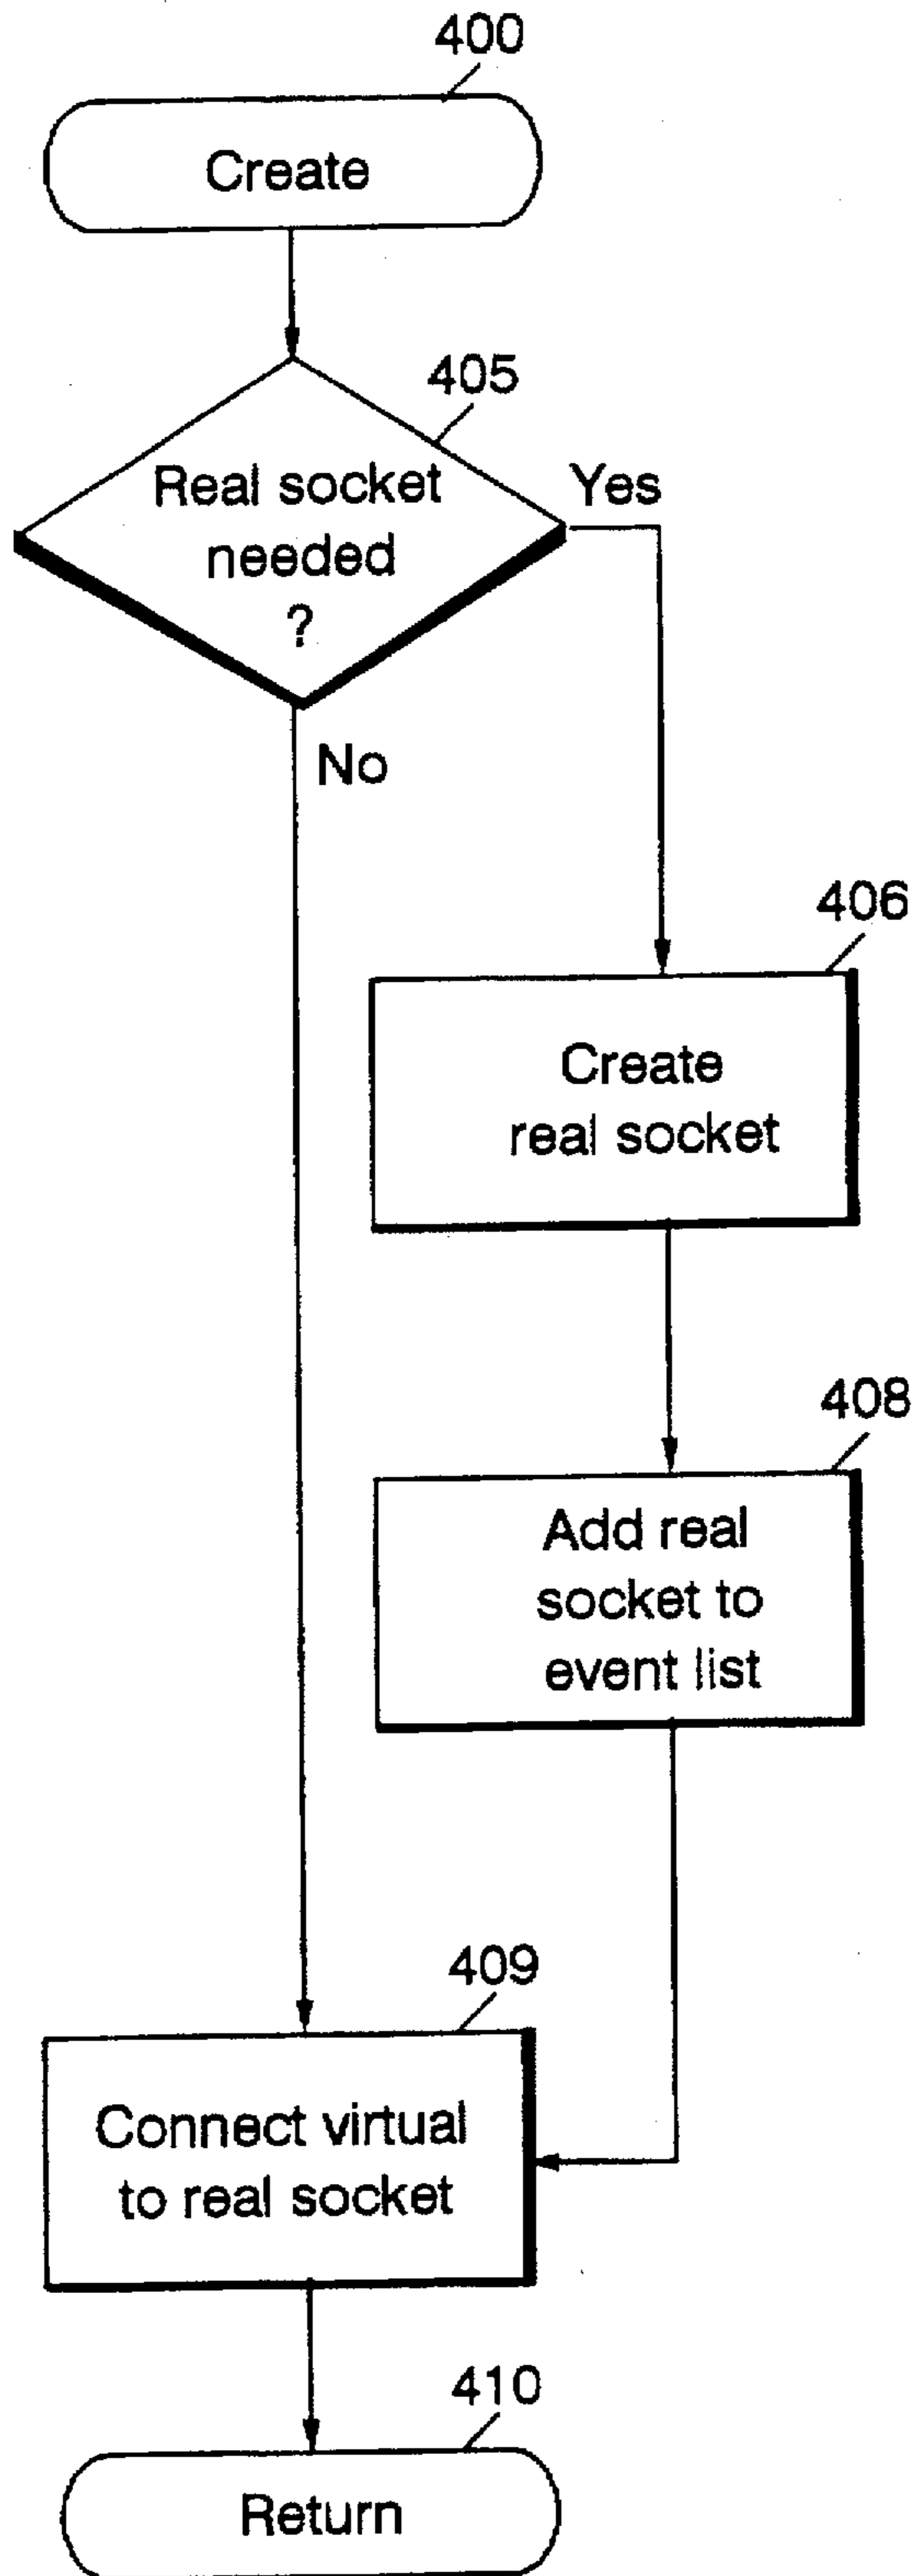 400
Create
405
Real socket
needed
?
Yes
No
406
Create
real socket
408
Add real
socket to
event list
409
Connect virtual
to real socket
410
Return